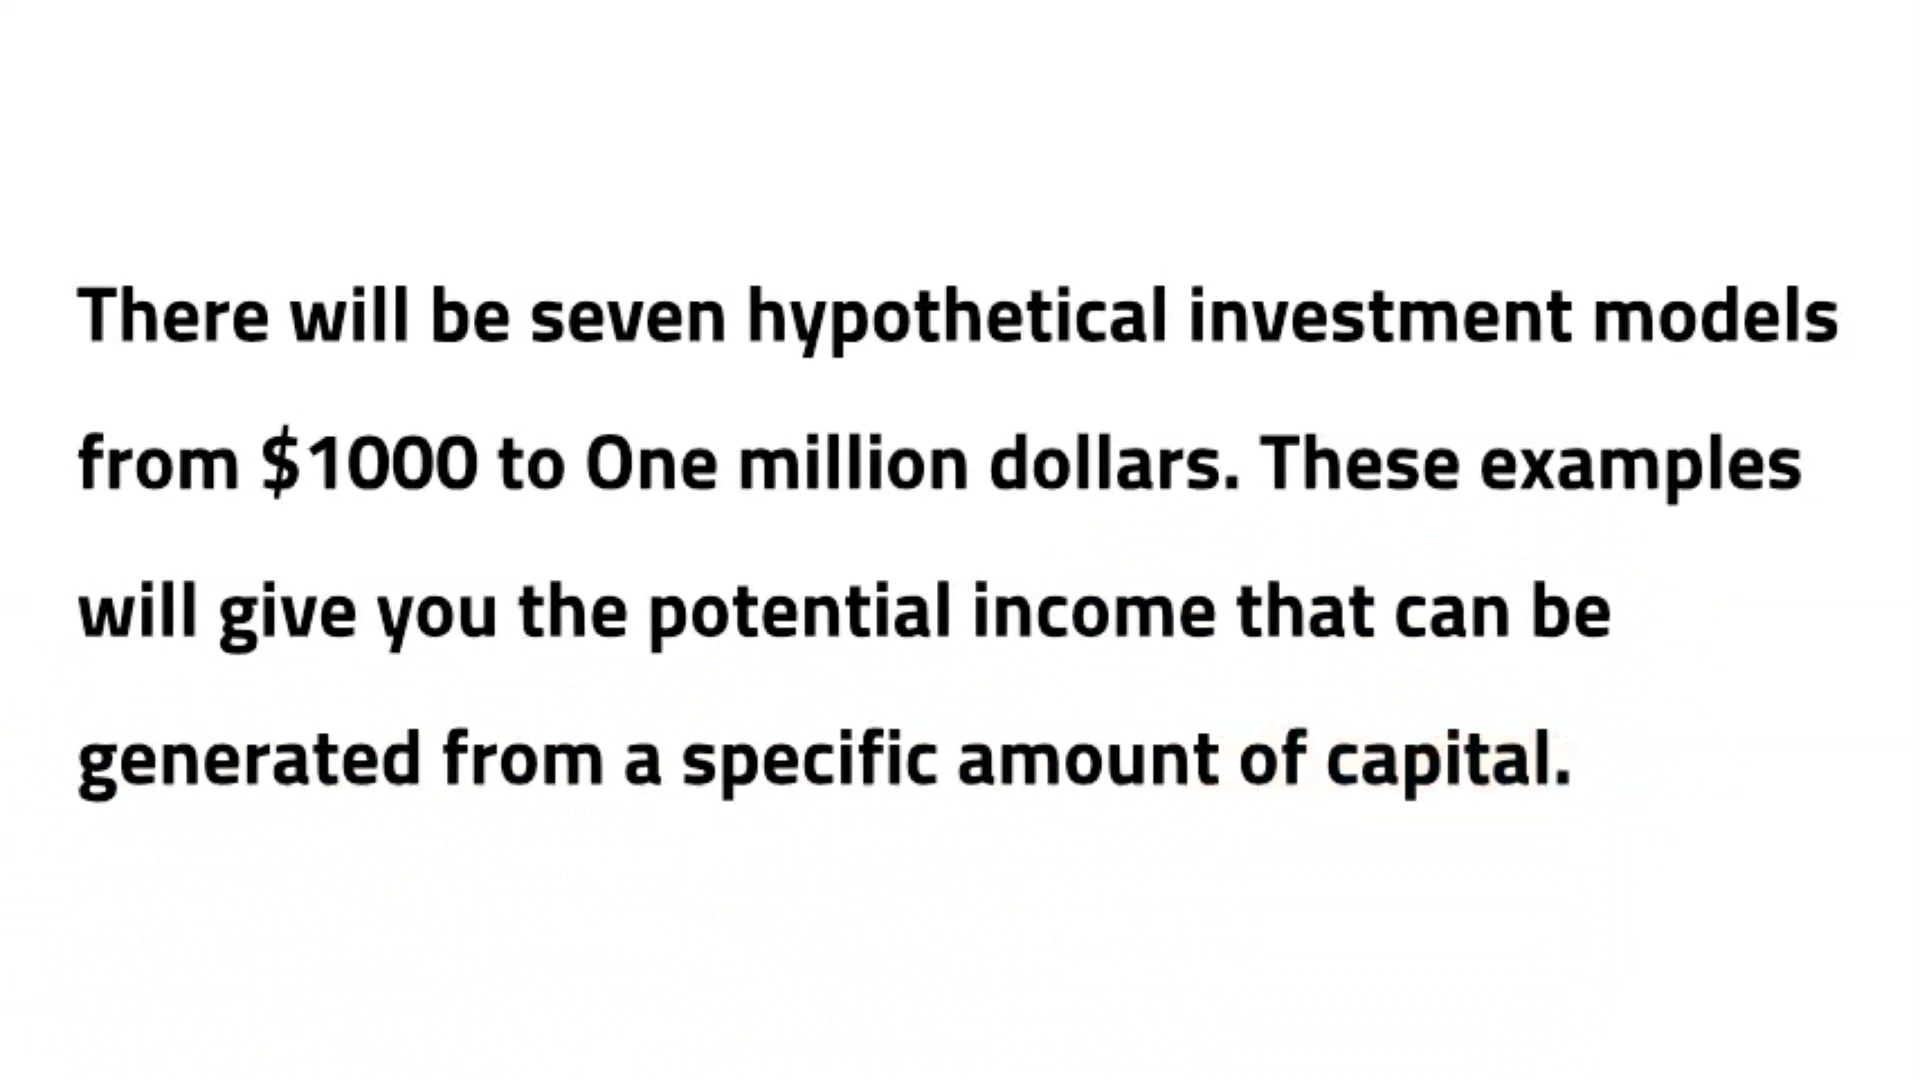 There will be seven hypothetical investment models
from $1000 to One million dollars. These examples
will give you the potential income that can be
generated from a specific amount of capital.